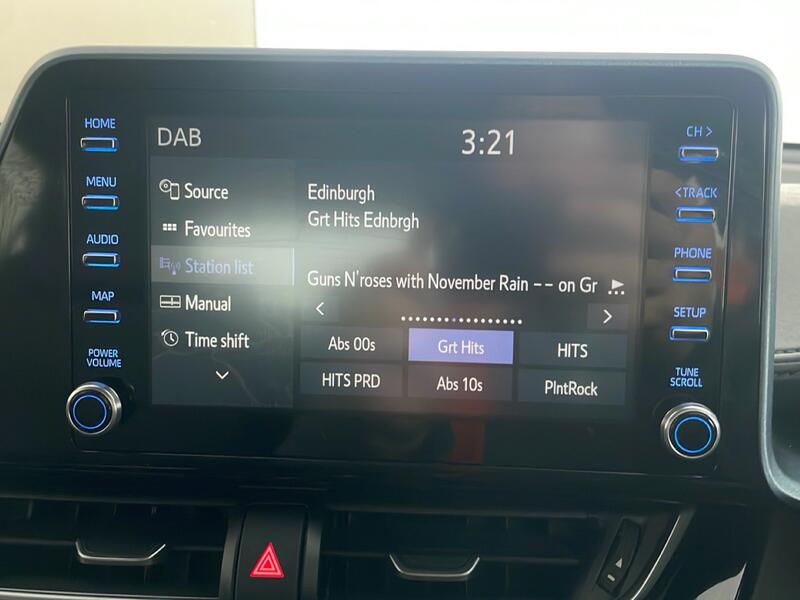 HOME
MENU
AUDIO
MAP
POWER
VOLUME
DAB
3:21
Source
Favourites
Station list
Manual
Time shift
Edinburgh
Grt Hits Ednbrgh
Guns N'roses with November Rain -- on Gr
Abs 00s
Grt Hits
HITS
HITS PRD
Abs 10s
PlntRock
CH >
<TRACK
PHONE
SETUP
TUNE
SCROLL